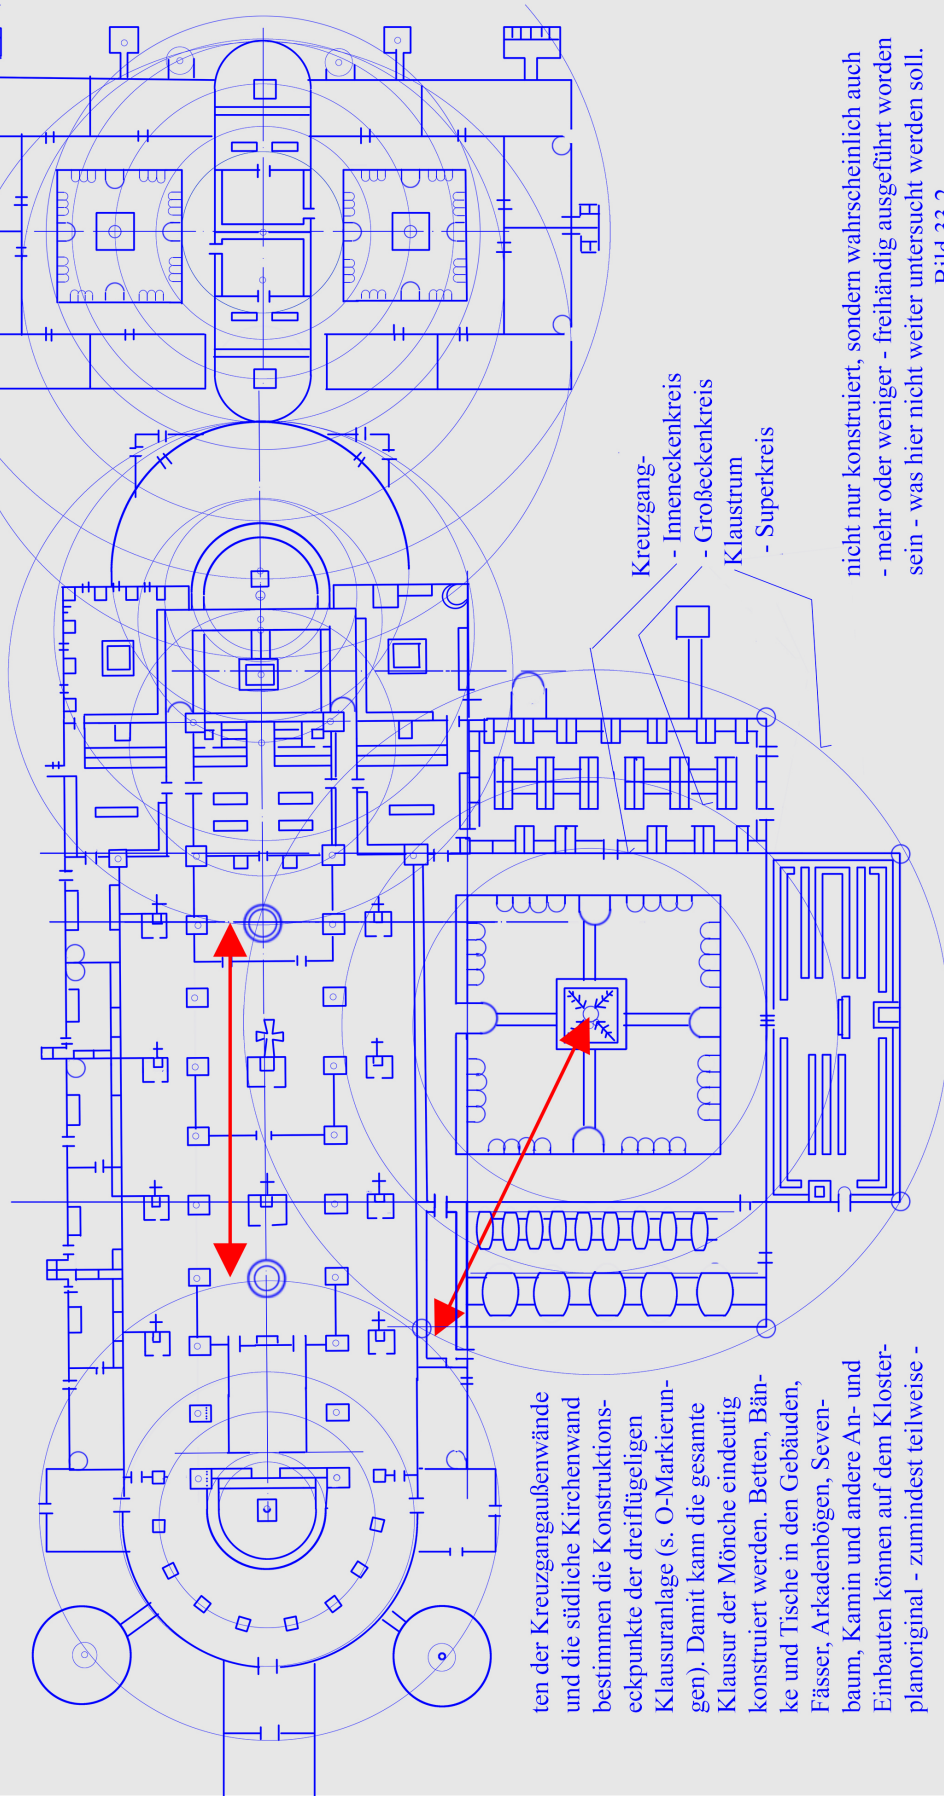 ten der Kreuzgangaußenwände
und die südliche Kirchenwand
bestimmen die Konstruktions-
eckpunkte der dreiflügeligen
Klausuranlage (s. O-Markierun-
gen). Damit kann die gesamte
Klausur der Mönche eindeutig
konstruiert werden. Betten, Bän-
ke und Tische in den Gebäuden,
Fässer, Arkadenbögen, Seven-
baum, Kamin und andere An- und
Einbauten können auf dem Kloster-
planoriginal - zumindest teilweise -
Kreuzgang-
- Inneneckenkreis
- Großeckenkreis
Klaustrum
- Superkreis
nicht nur konstruiert, sondern wahrscheinlich auch
- mehr oder weniger - freihändig ausgeführt worden
sein - was hier nicht weiter untersucht werden soll.
Bild 33.2